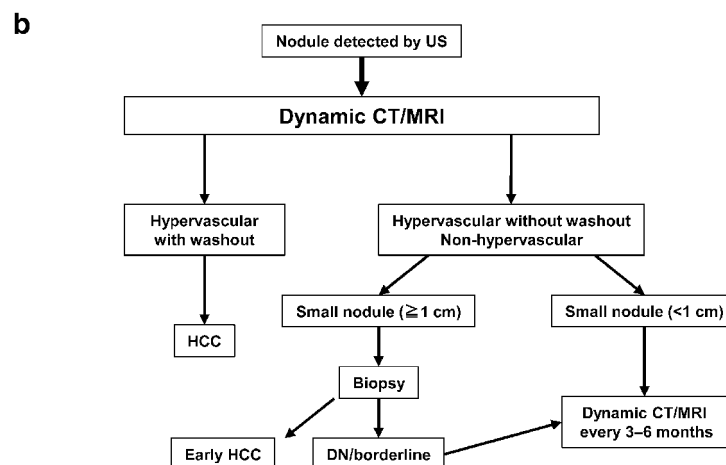 b
Nodule detected by US
Dynamic CT/MRI
Hypervascular
with washout
Hypervascular without washout
Non-hypervascular
Small nodule (≧1 cm)
Small nodule (<1 cm)
HCC
Biopsy
Dynamic CT/MRI
every 3–6 months
Early HCC
DN/borderline